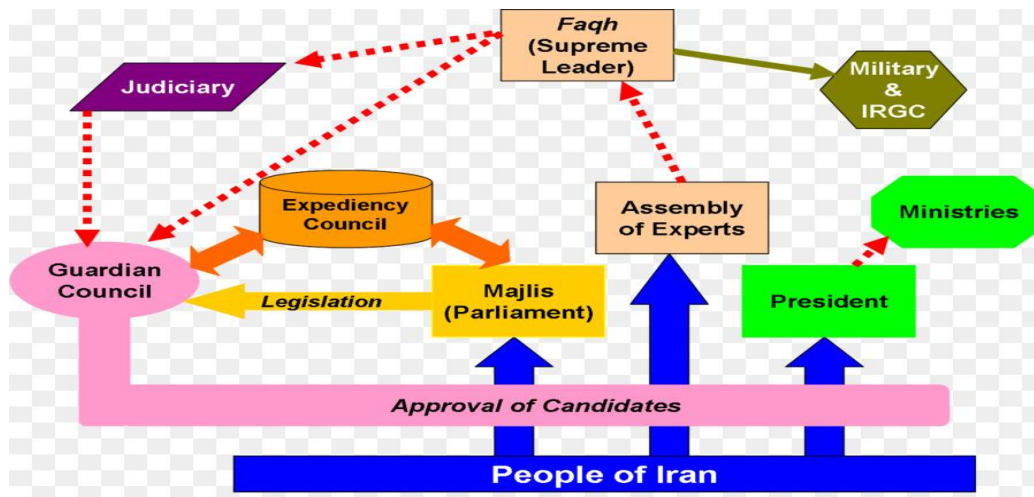 Faqh
(Supreme
Leader)
Judiciary
Military
&
IRGC
Expediency
Council
Assembly
of Experts
Ministries
Guardian
Council
Legislation
Majlis
(Parliament)
President
Approval of Candidates
People of Iran